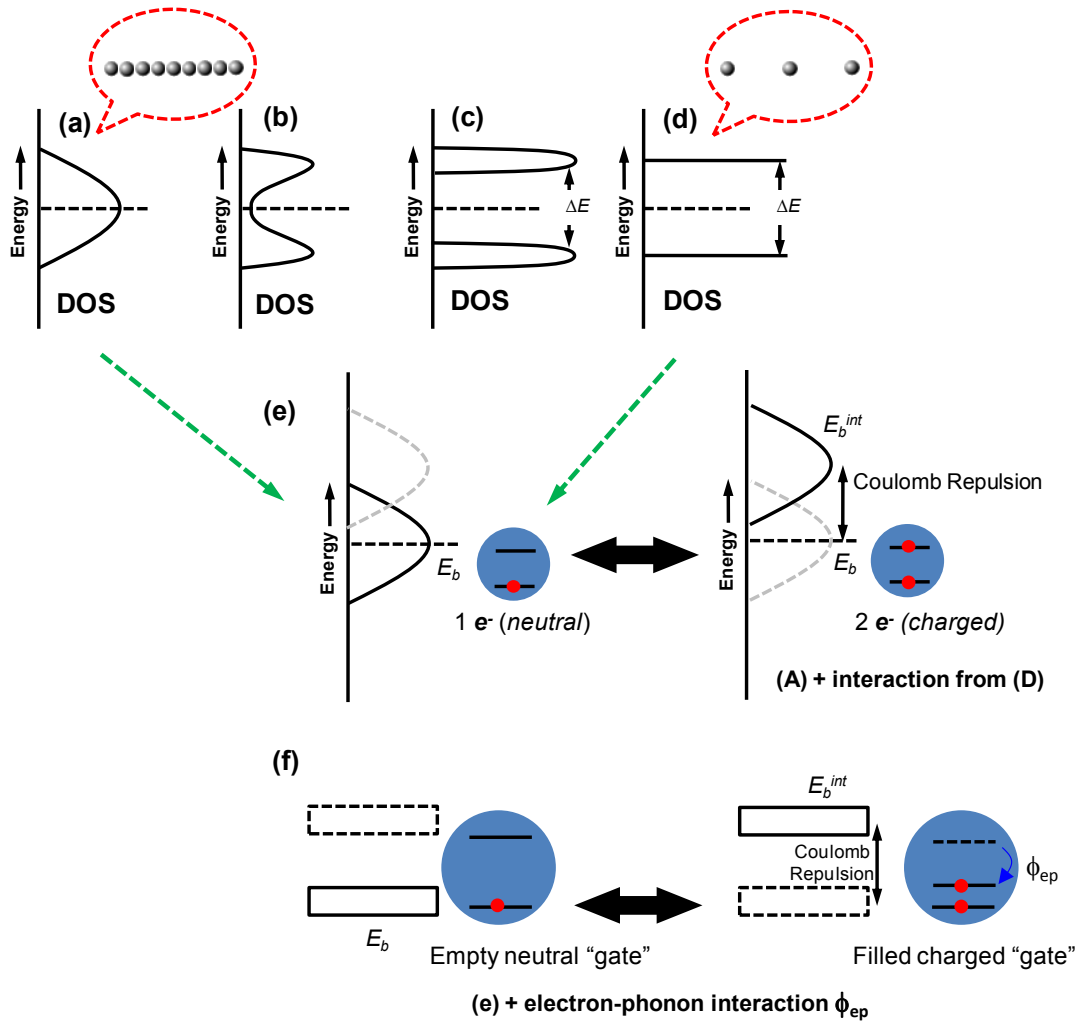 (a)
(b)
(c)
(d)
Energy
Energy
Energy
Energy
ΔE
ΔE
DOS
DOS
DOS
DOS
(e)
Energy
E_b
1 e⁻ (neutral)
Energy
E_b^int
Coulomb Repulsion
E_b
2 e⁻ (charged)
(A) + interaction from (D)
(f)
E_b
Empty neutral “gate”
E_b^int
Coulomb
Repulsion
ϕ_ep
Filled charged “gate”
(e) + electron-phonon interaction ϕ_ep